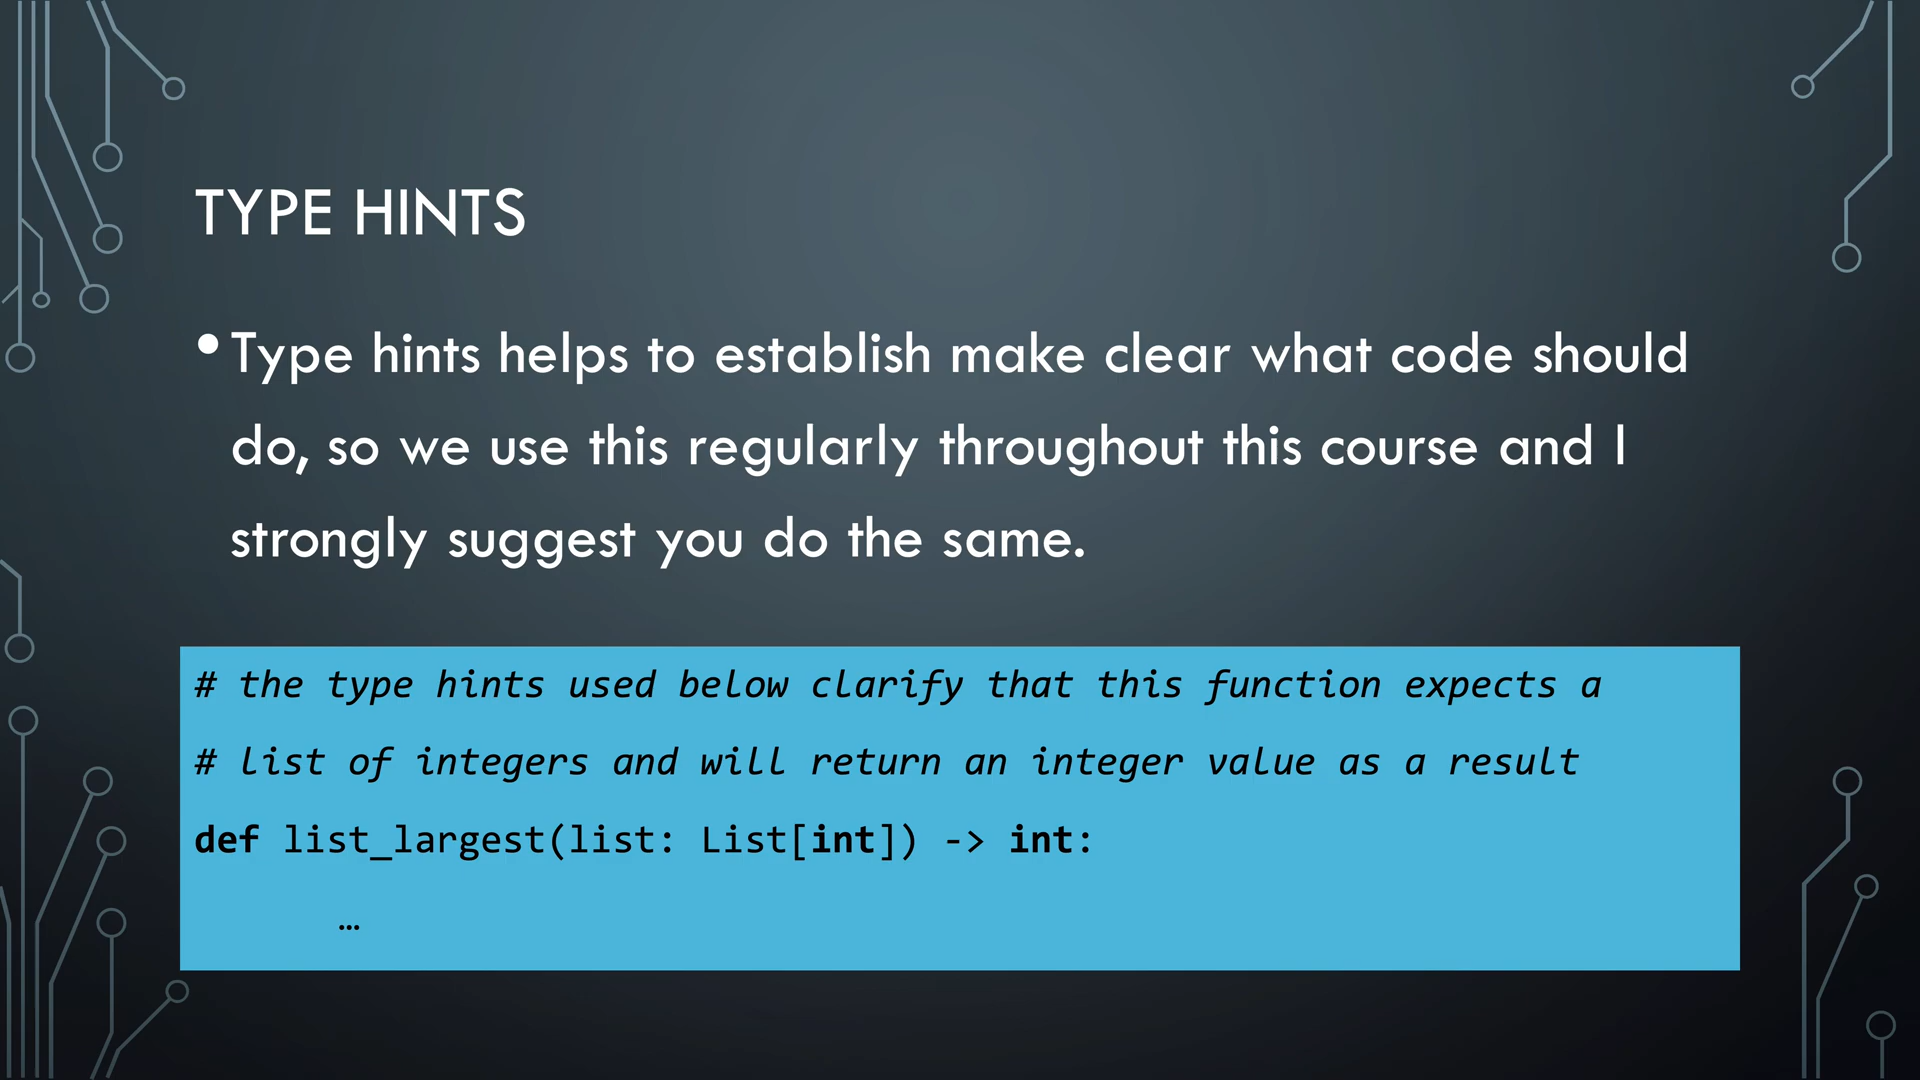 TYPE HINTS
• Type hints helps to establish make clear what code should
do, so we use this regularly throughout this course and I
strongly suggest you do the same.
# the type hints used below clarify that this function expects a
# list of integers and will return an integer value as a result
def list_largest(list: List[int]) -> int:
…